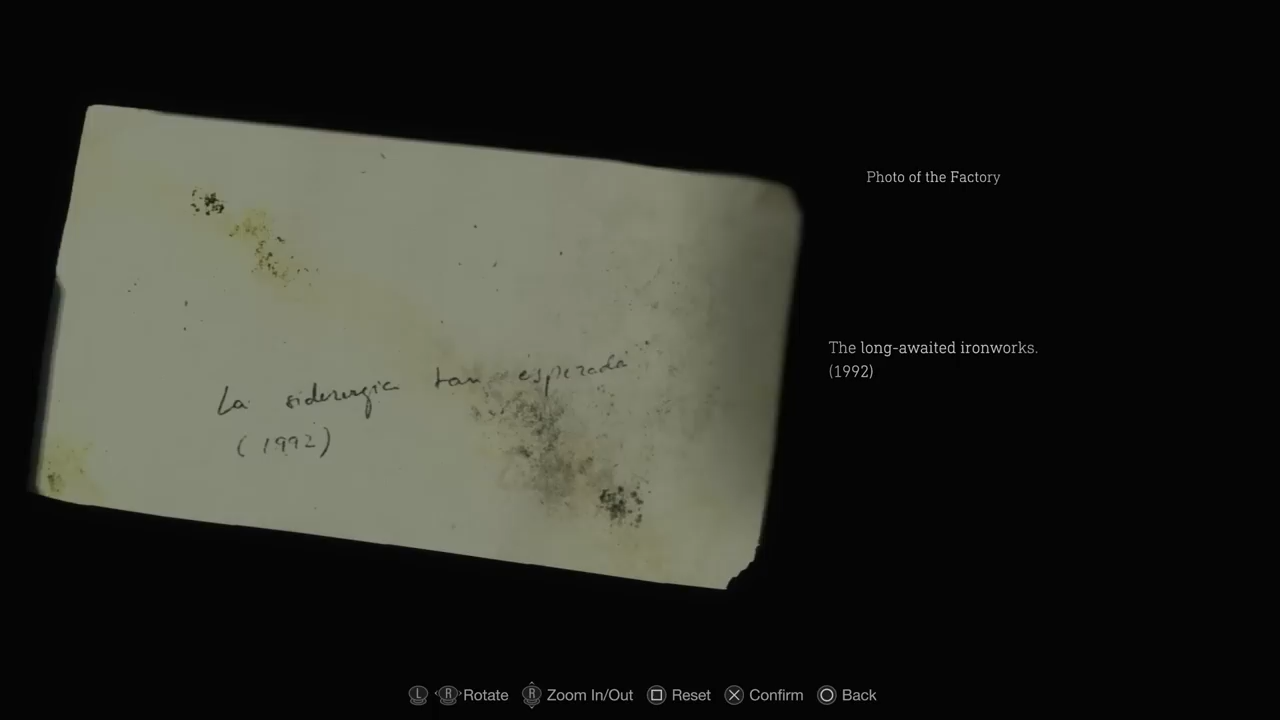 Photo of the Factory
La siderurgia tan esperada
(1992)
The long-awaited ironworks.
(1992)
L R Rotate R Zoom In/Out Reset Confirm Back